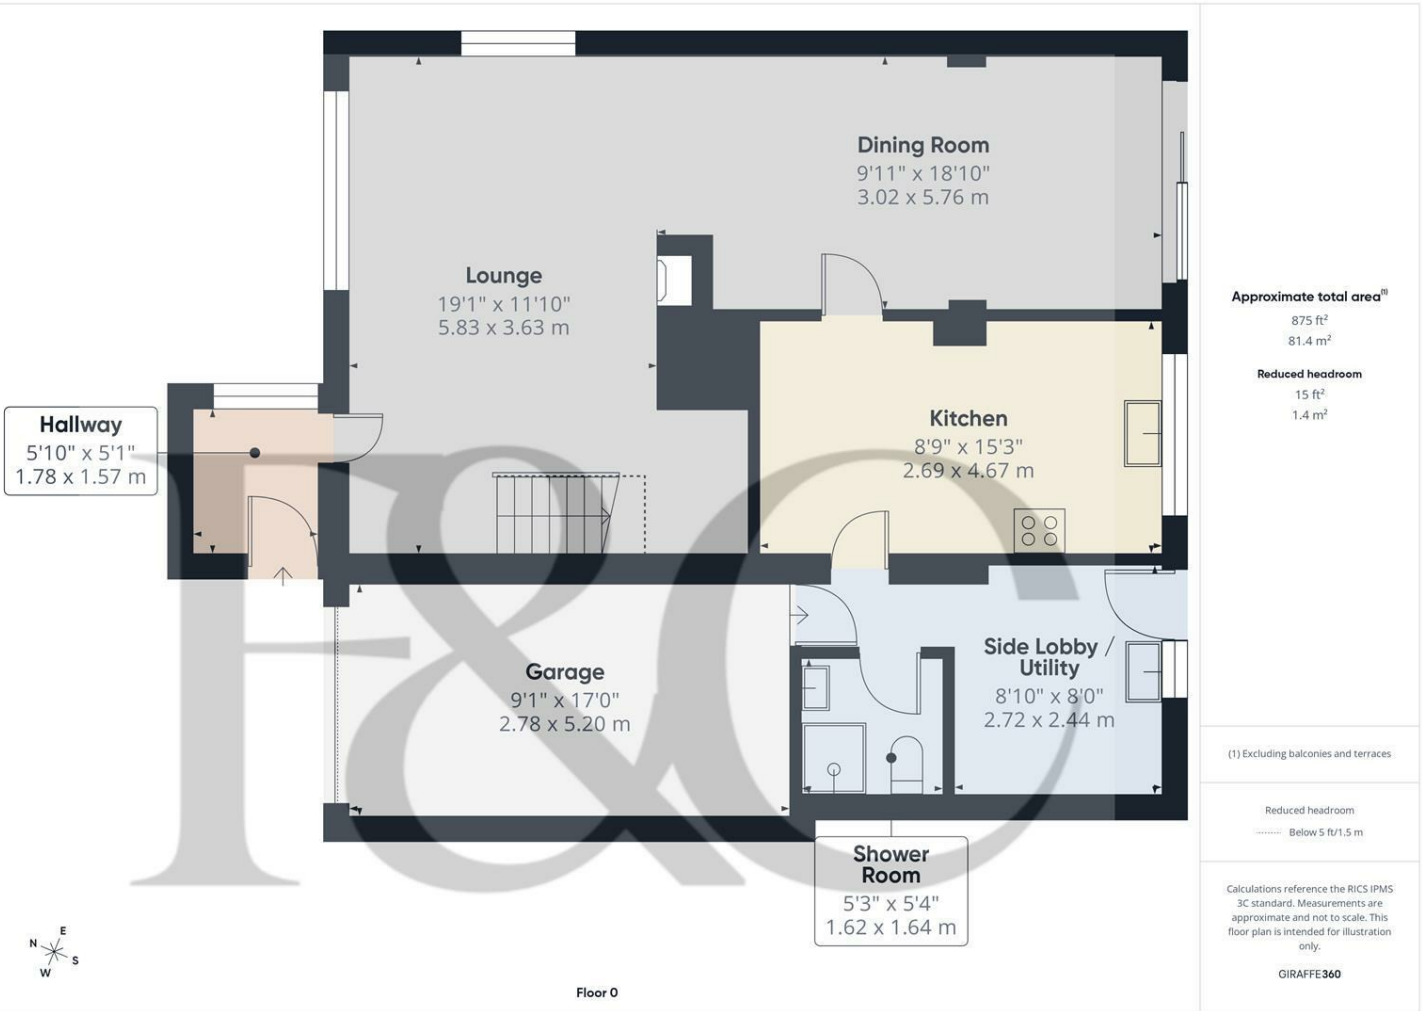 Dining Room
9'11" x 18'10"
3.02 x 5.76 m
Lounge
19'1" x 11'10"
5.83 x 3.63 m
Hallway
5'10" x 5'1"
1.78 x 1.57 m
Kitchen
8'9" x 15'3"
2.69 x 4.67 m
Garage
9'1" x 17'0"
2.78 x 5.20 m
Side Lobby /
Utility
8'10" x 8'0"
2.72 x 2.44 m
Shower
Room
5'3" x 5'4"
1.62 x 1.64 m
F&C
N
E
S
W
Floor 0
Approximate total area⁽¹⁾
875 ft²
81.4 m²
Reduced headroom
15 ft²
1.4 m²
(1) Excluding balconies and terraces
Reduced headroom
Below 5 ft/1.5 m
Calculations reference the RICS IPMS
3C standard. Measurements are
approximate and not to scale. This
floor plan is intended for illustration
only.
GIRAFFE360